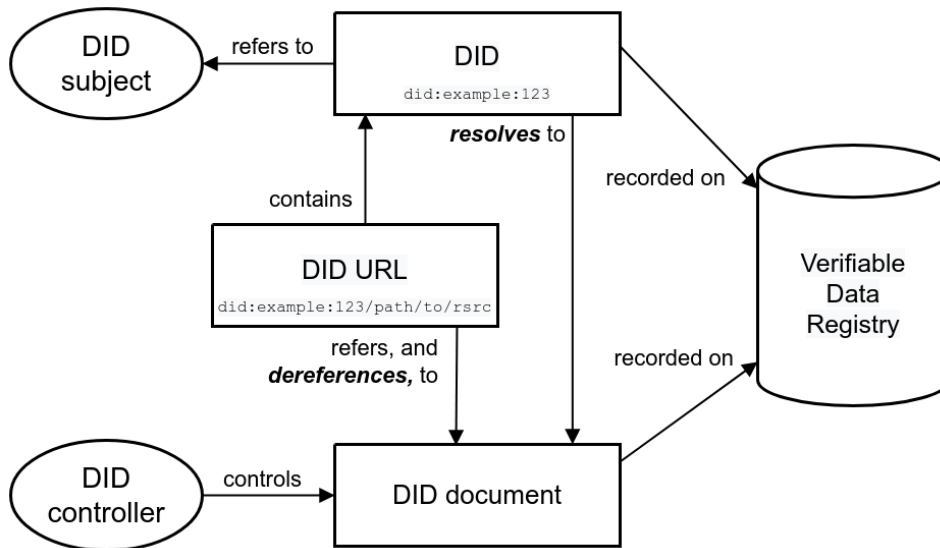 DID
subject
refers to
DID
did:example:123
resolves to
recorded on
contains
DID URL
did:example:123/path/to/rsrc
Verifiable
Data
Registry
refers, and
dereferences, to
recorded on
DID
controller
controls
DID document